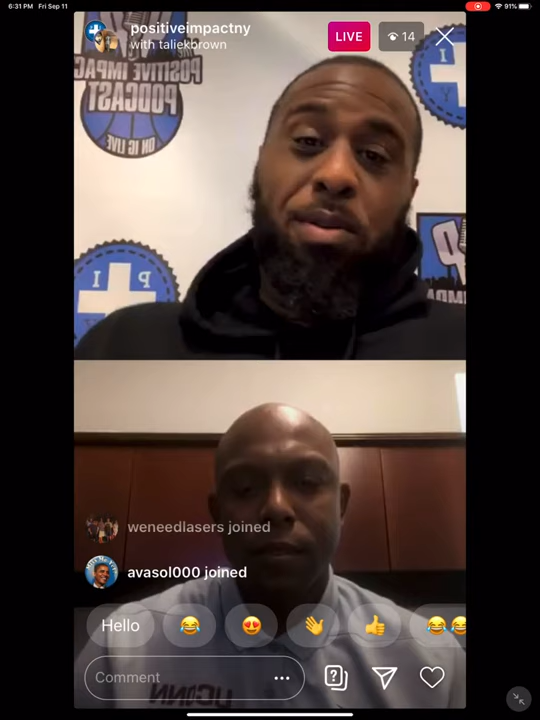 6:31 PM Fri Sep 11
91%
positiveimpactny
with taliekbrown
LIVE
14
POSITIVE IMPACT
PODCAST
ON IG LIVE
P I
Y
P
IMPA
weneedlasers joined
avasol000 joined
Hello
Comment
UCONN